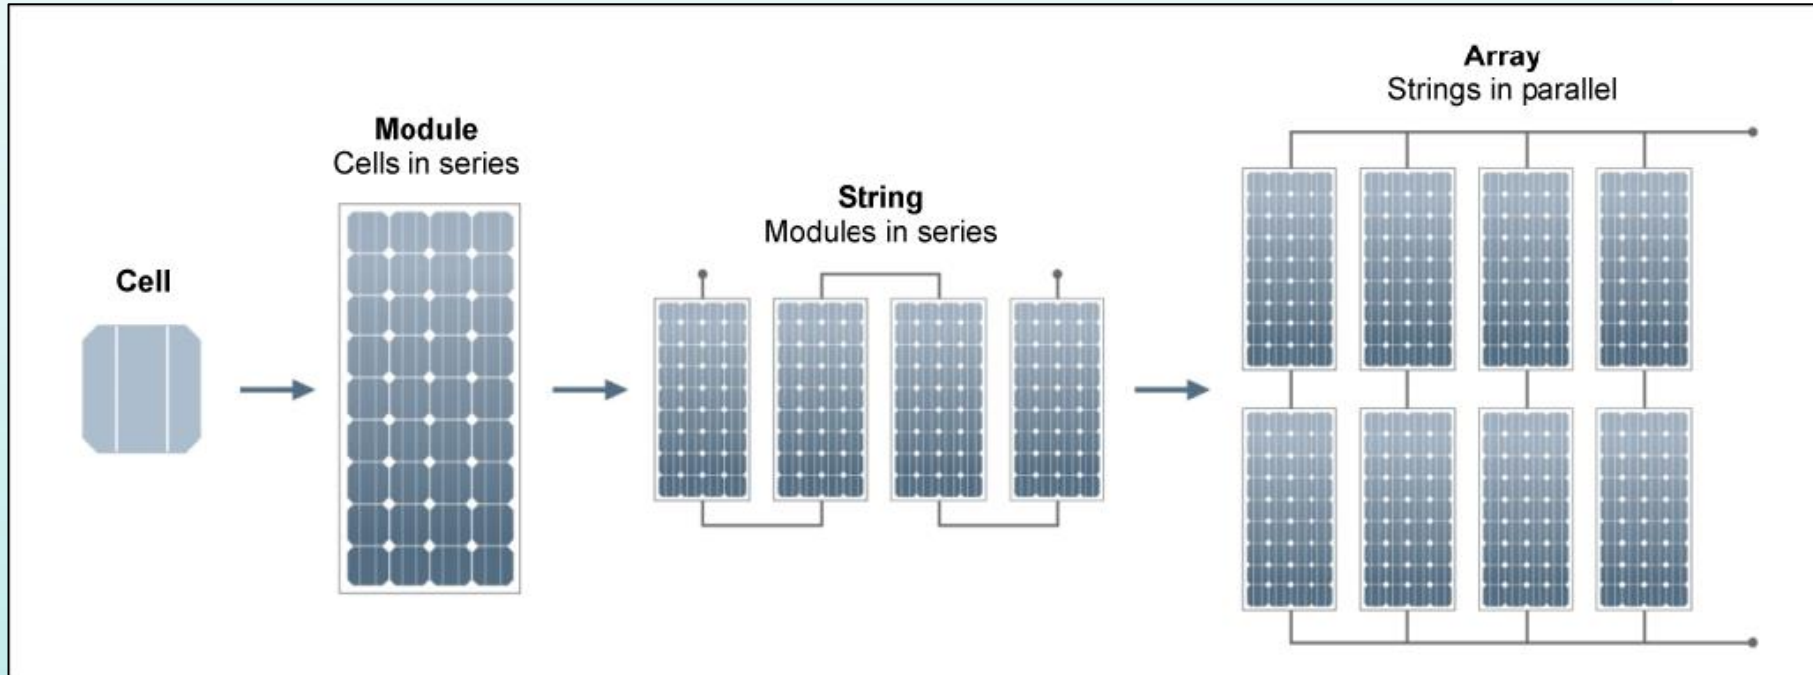 Cell
Module
Cells in series
String
Modules in series
Array
Strings in parallel